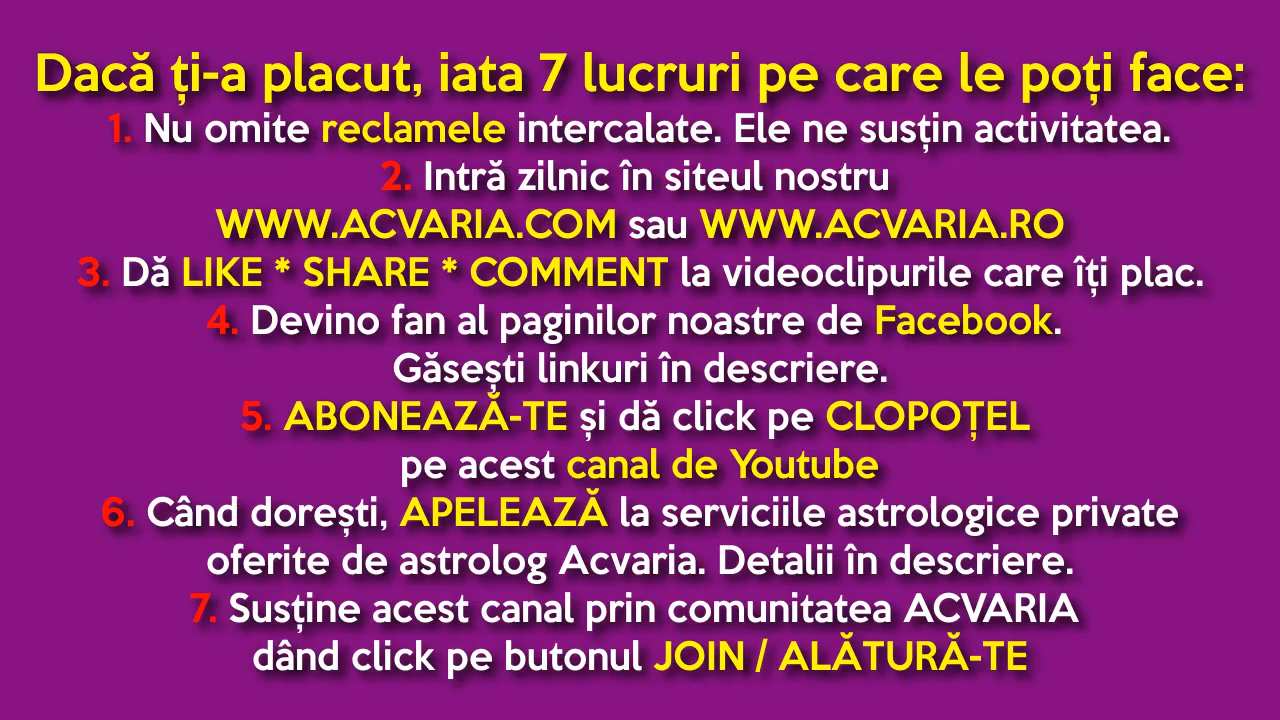 Dacă ți-a placut, iata 7 lucruri pe care le poți face:
1. Nu omite reclamele intercalate. Ele ne susțin activitatea.
2. Intră zilnic în siteul nostru
WWW.ACVARIA.COM sau WWW.ACVARIA.RO
3. Dă LIKE * SHARE * COMMENT la videoclipurile care îți plac.
4. Devino fan al paginilor noastre de Facebook.
Găsești linkuri în descriere.
5. ABONEAZĂ-TE și dă click pe CLOPOȚEL
pe acest canal de Youtube
6. Când dorești, APELEAZĂ la serviciile astrologice private
oferite de astrolog Acvaria. Detalii în descriere.
7. Susține acest canal prin comunitatea ACVARIA
dând click pe butonul JOIN / ALĂTURĂ-TE